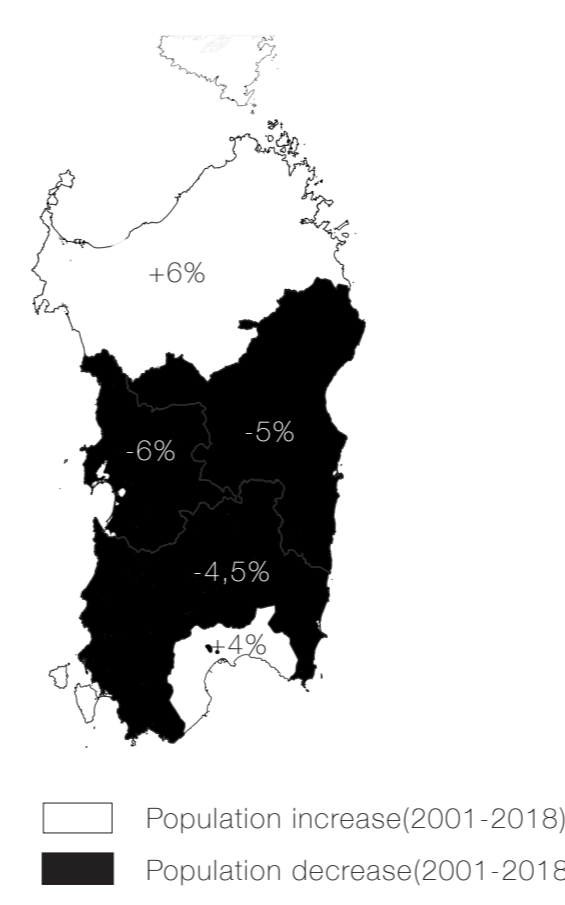 +6%
-5%
-6%
-4,5%
+4%
Population increase(2001-2018)
Population decrease(2001-2018